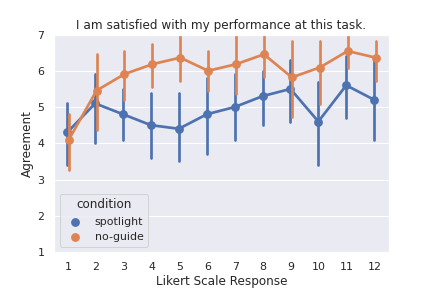 I am satisfied with my performance at this task.
7
6
5
4
3
2
1
Agreement
condition
spotlight
no-guide
1 2 3 4 5 6 7 8 9 10 11 12
Likert Scale Response